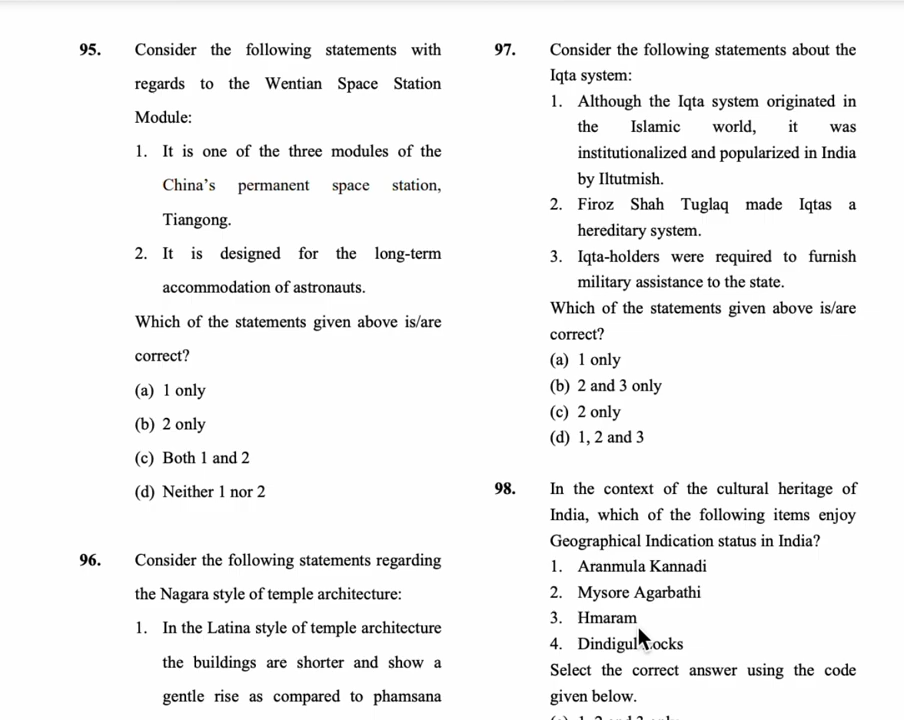 95. Consider the following statements with
regards to the Wentian Space Station
Module:
1. It is one of the three modules of the
China's permanent space station,
Tiangong.
2. It is designed for the long-term
accommodation of astronauts.
Which of the statements given above is/are
correct?
(a) 1 only
(b) 2 only
(c) Both 1 and 2
(d) Neither 1 nor 2
96. Consider the following statements regarding
the Nagara style of temple architecture:
1. In the Latina style of temple architecture
the buildings are shorter and show a
gentle rise as compared to phamsana
97. Consider the following statements about the
Iqta system:
1. Although the Iqta system originated in
the Islamic world, it was
institutionalized and popularized in India
by Iltutmish.
2. Firoz Shah Tuglaq made Iqtas a
hereditary system.
3. Iqta-holders were required to furnish
military assistance to the state.
Which of the statements given above is/are
correct?
(a) 1 only
(b) 2 and 3 only
(c) 2 only
(d) 1, 2 and 3
98. In the context of the cultural heritage of
India, which of the following items enjoy
Geographical Indication status in India?
1. Aranmula Kannadi
2. Mysore Agarbathi
3. Hmaram
4. Dindigul
Select the correct answer using the code
given below.